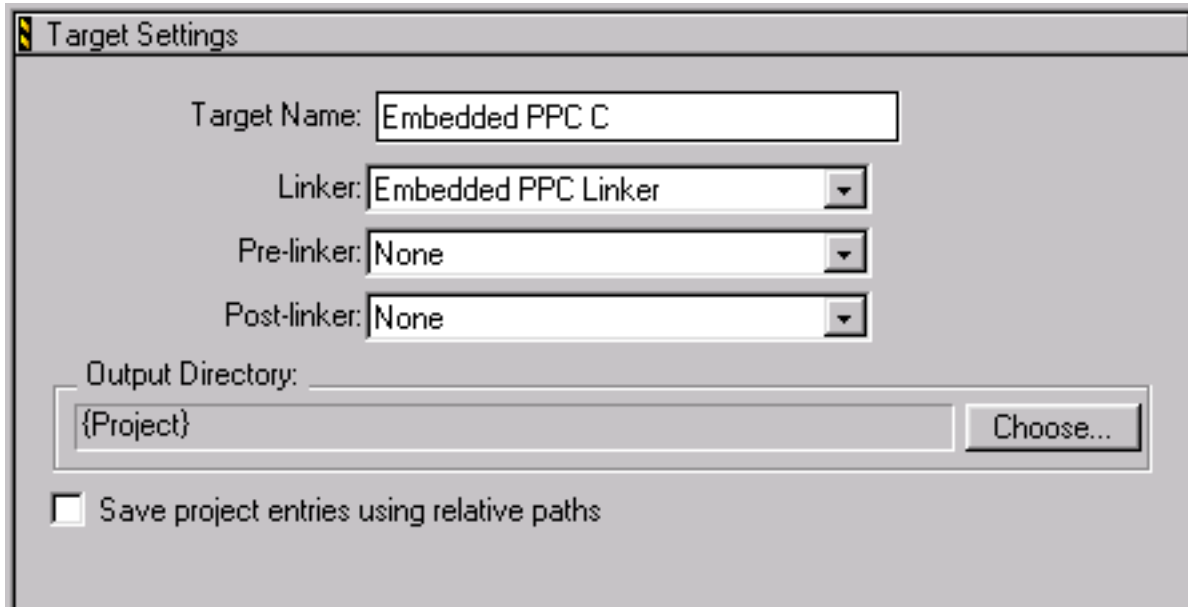 Target Settings
Target Name: Embedded PPC C
Linker: Embedded PPC Linker
Pre-linker: None
Post-linker: None
Output Directory:
{Project} Choose...
Save project entries using relative paths